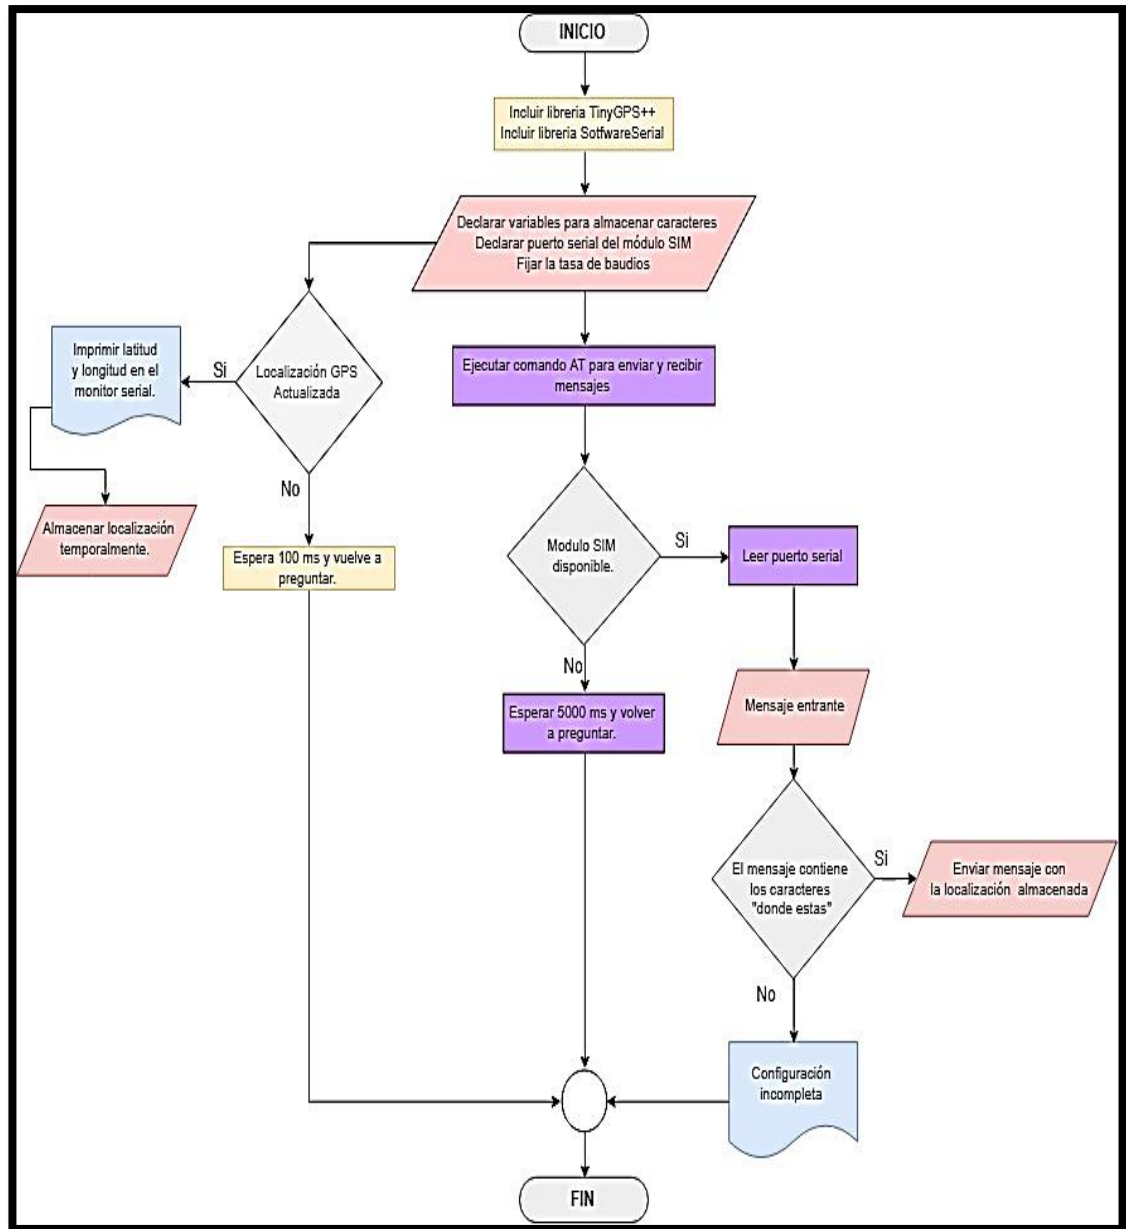 INICIO
Incluir libreria TinyGPS++
Incluir libreria SotfwareSerial
Declarar variables para almacenar caracteres
Declarar puerto serial del módulo SIM
Fijar la tasa de baudios
Imprimir latitud
y longitud en el
monitor serial.
Si
Localización GPS
Actualizada
No
Almacenar localización
temporalmente.
Espera 100 ms y vuelve a
preguntar.
Ejecutar comando AT para enviar y recibir
mensajes
Modulo SIM
disponible.
Si
Leer puerto serial
No
Esperar 5000 ms y volver
a preguntar.
Mensaje entrante
El mensaje contiene
los caracteres
"donde estas"
Si
Enviar mensaje con
la localización almacenada
No
Configuración
incompleta
FIN